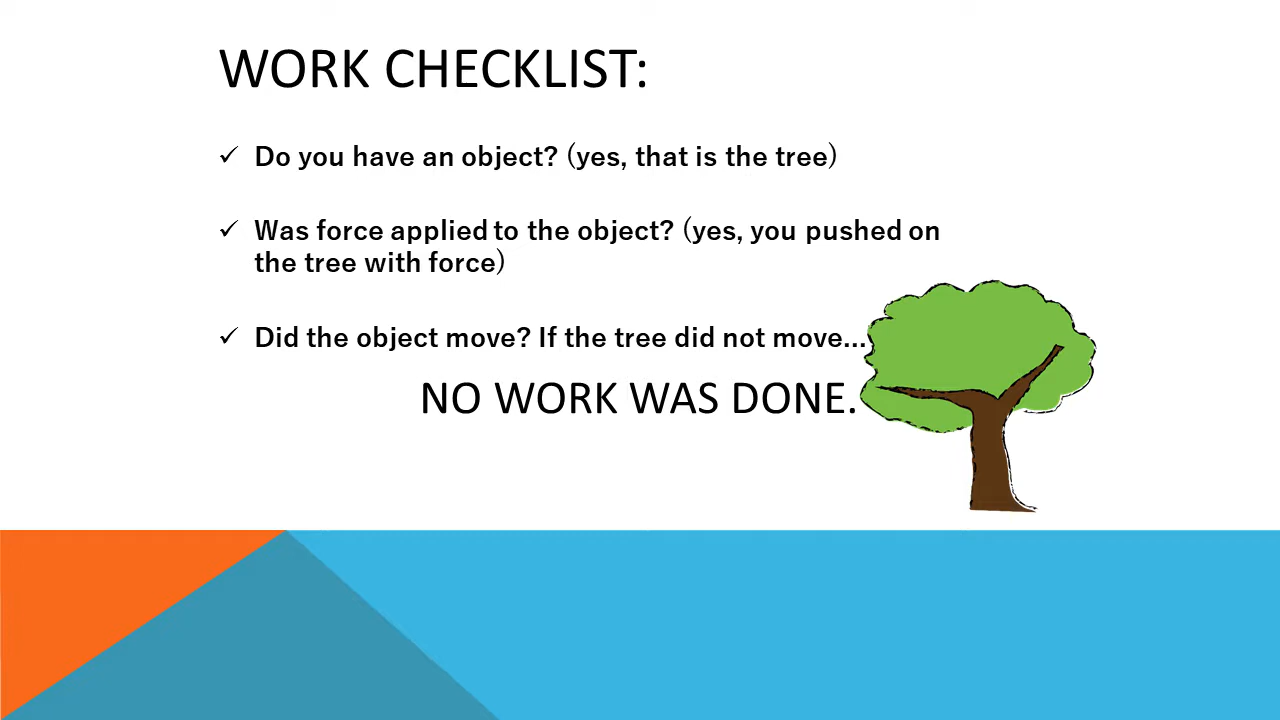 WORK CHECKLIST:
✓ Do you have an object? (yes, that is the tree)
✓ Was force applied to the object? (yes, you pushed on
the tree with force)
✓ Did the object move? If the tree did not move...
NO WORK WAS DONE.